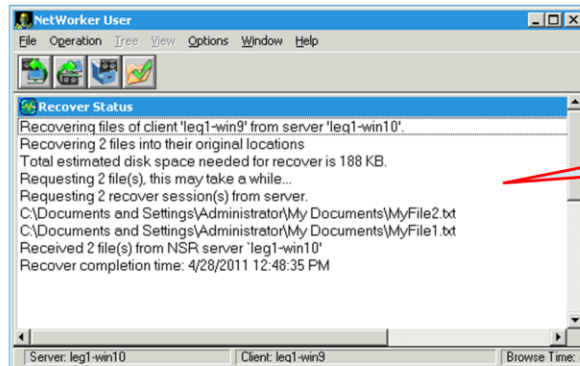 NetWorker User
File Operation Tree View Options Window Help
Recover Status
Recovering files of client 'leq1-win9' from server 'leq1-win10'.
Recovering 2 files into their original locations
Total estimated disk space needed for recover is 188 KB.
Requesting 2 file(s), this may take a while...
Requesting 2 recover session(s) from server.
C:\Documents and Settings\Administrator\My Documents\MyFile2.txt
C:\Documents and Settings\Administrator\My Documents\MyFile1.txt
Received 2 file(s) from NSR server `leg1-win10'
Recover completion time: 4/28/2011 12:48:35 PM
Server: leg1-win10 Client: leq1-win9 Browse Time: